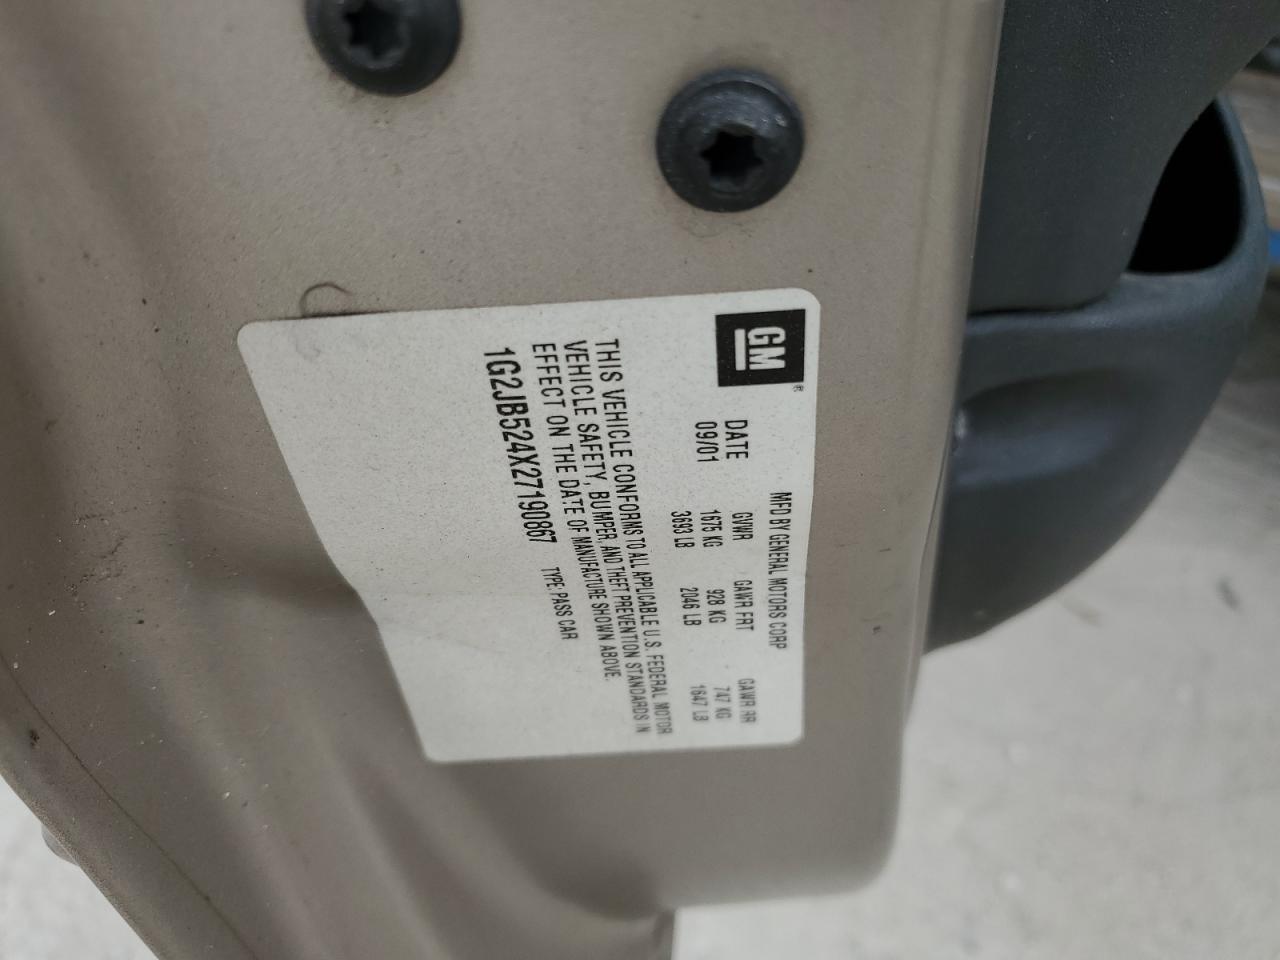 GM®
MFD BY GENERAL MOTORS CORP
DATE GVWR GAWR FRT GAWR RR
09/01 1675 KG 928 KG 747 KG
3693 LB 2046 LB 1647 LB
THIS VEHICLE CONFORMS TO ALL APPLICABLE U.S. FEDERAL MOTOR
VEHICLE SAFETY, BUMPER, AND THEFT PREVENTION STANDARDS IN
EFFECT ON THE DATE OF MANUFACTURE SHOWN ABOVE.
1G2JB524X27190867 TYPE: PASS CAR